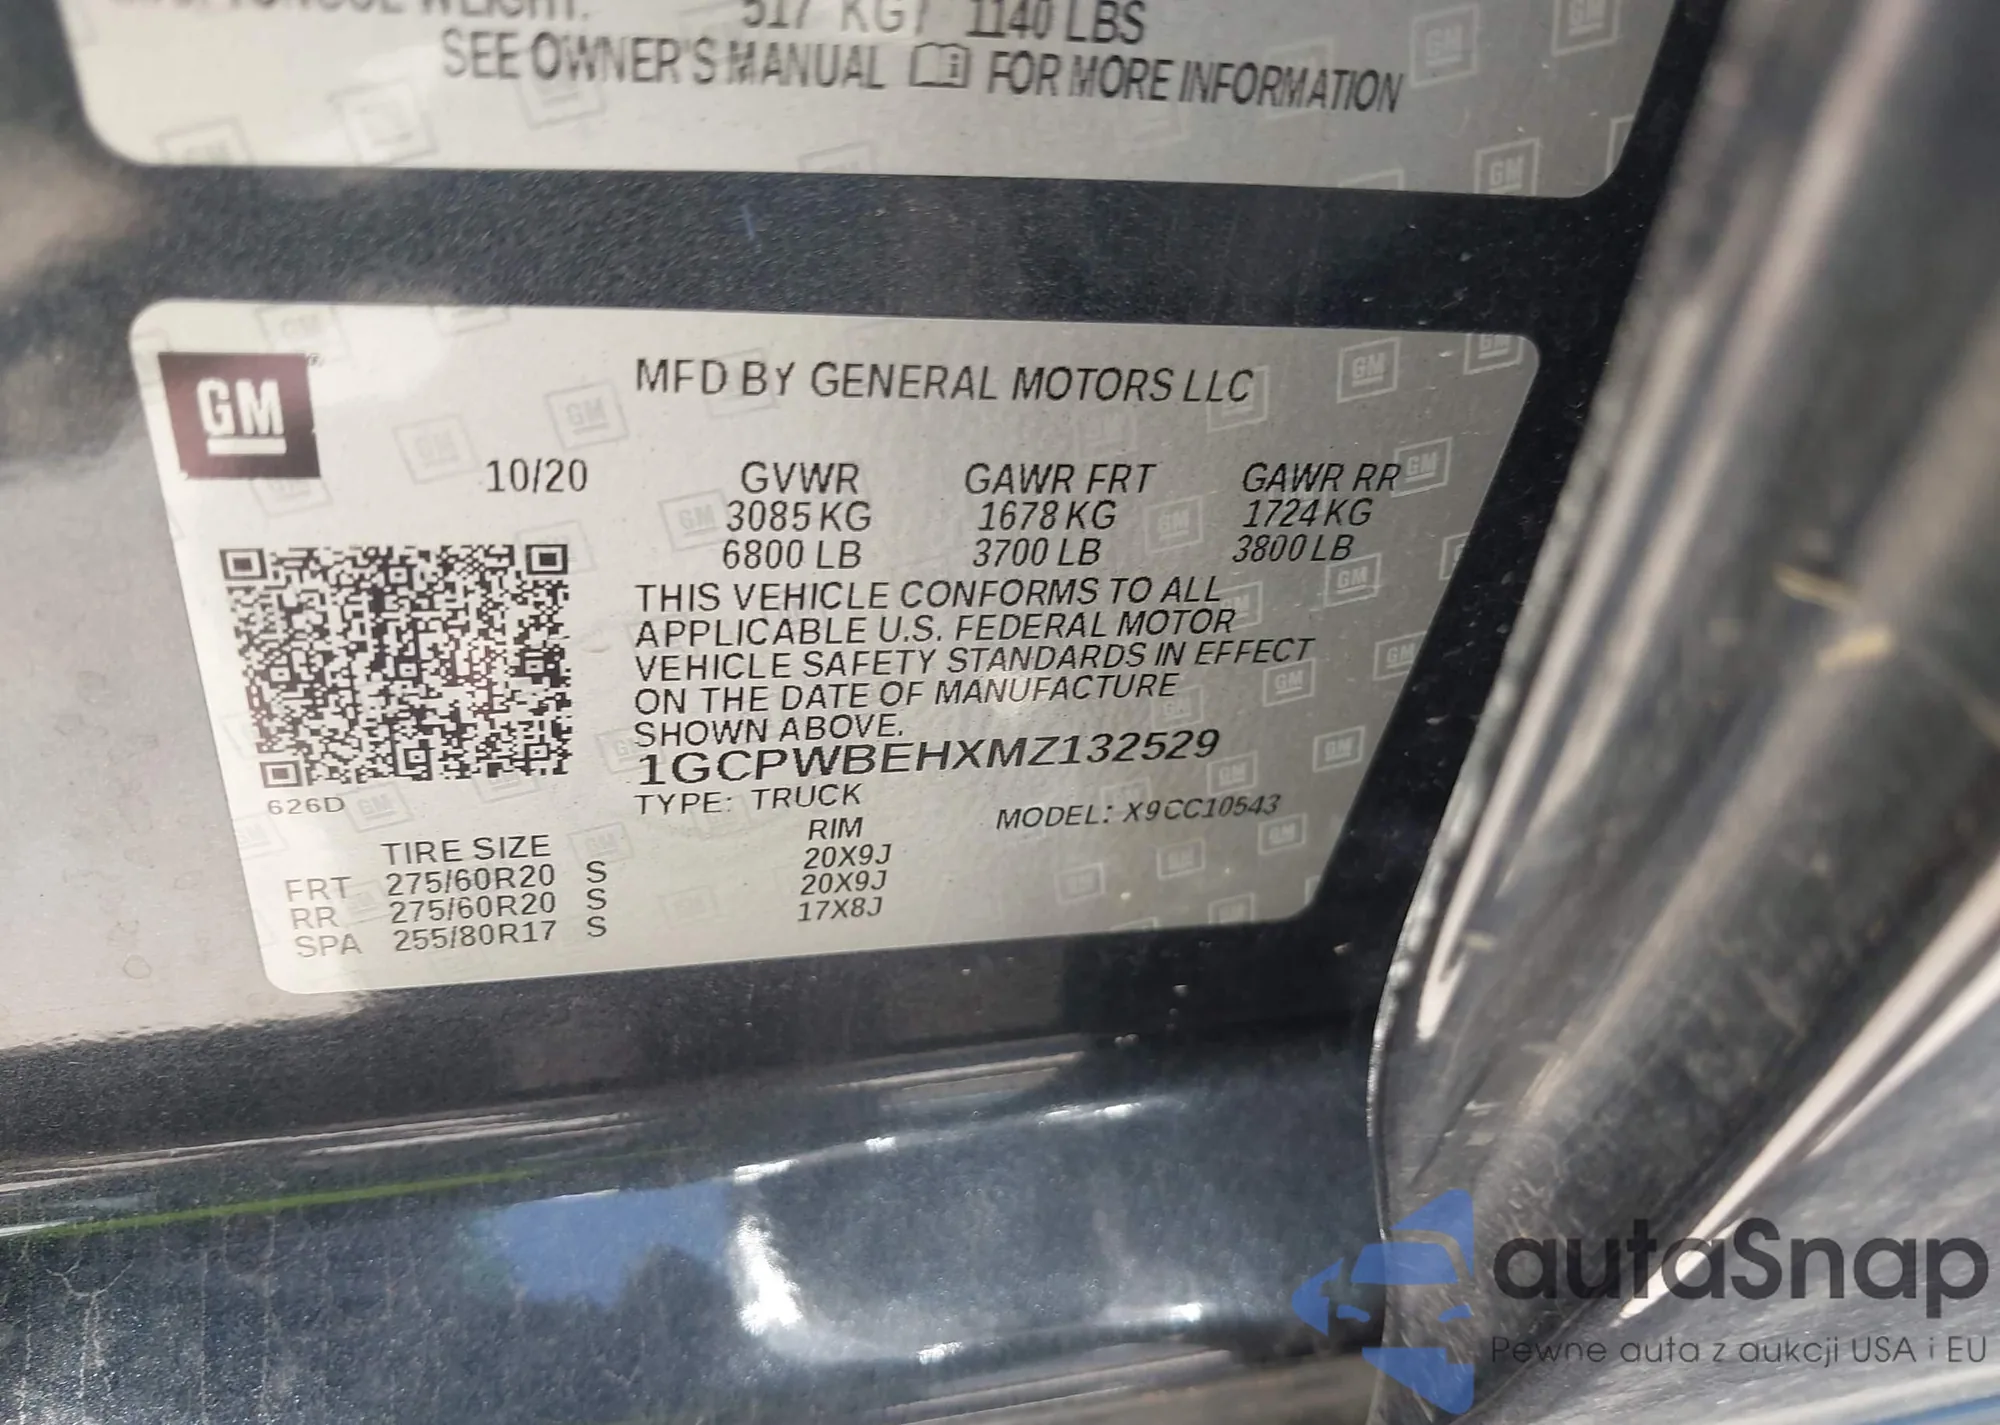 TONGUE WEIGHT: 517 KG/ 1140 LBS
SEE OWNER'S MANUAL FOR MORE INFORMATION
GM
MFD BY GENERAL MOTORS LLC
10/20 GVWR GAWR FRT GAWR RR
3085 KG 1678 KG 1724 KG
6800 LB 3700 LB 3800 LB
THIS VEHICLE CONFORMS TO ALL
APPLICABLE U.S. FEDERAL MOTOR
VEHICLE SAFETY STANDARDS IN EFFECT
ON THE DATE OF MANUFACTURE
SHOWN ABOVE.
1GCPWBEHXMZ132529
626D
TYPE: TRUCK MODEL: X9CC10543
TIRE SIZE RIM
FRT 275/60R20 S 20X9J
RR 275/60R20 S 20X9J
SPA 255/80R17 S 17X8J
autaSnap
Pewne auta z aukcji USA i EU